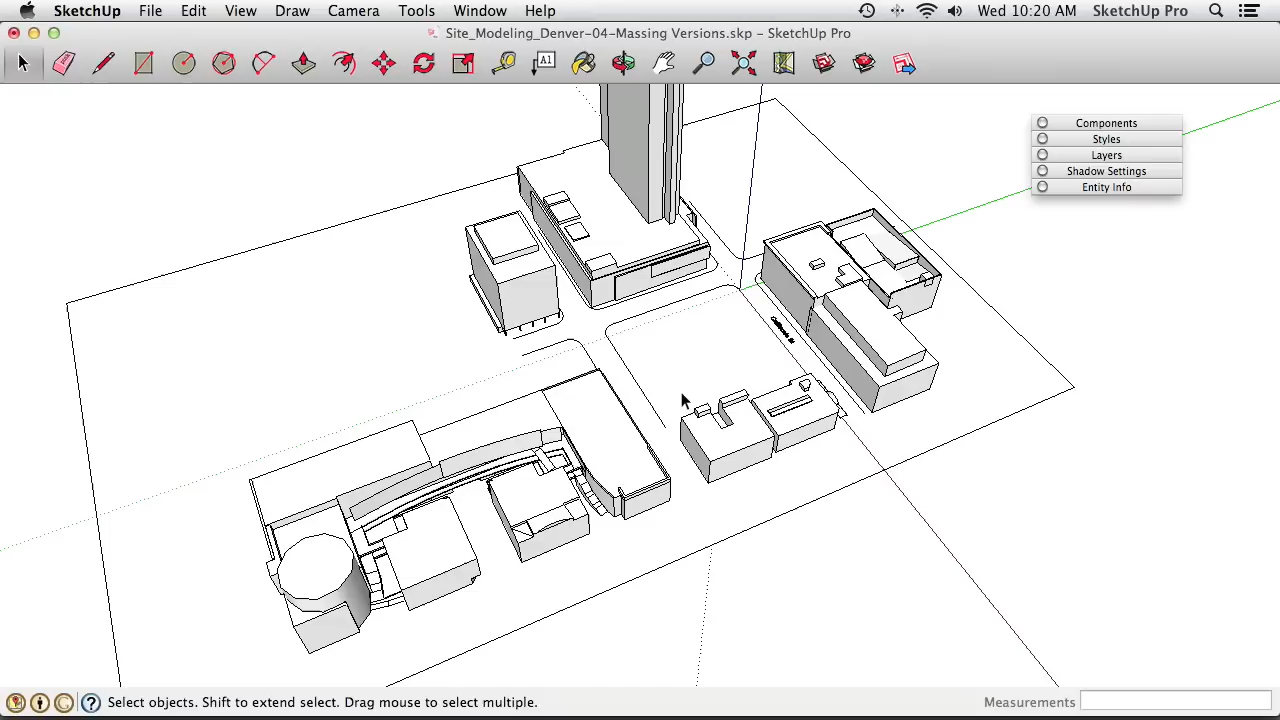 SketchUp File Edit View Draw Camera Tools Window Help Wed 10:20 AM SketchUp Pro
Site_Modeling_Denver-04-Massing Versions.skp – SketchUp Pro
A1
Components
Styles
Layers
Shadow Settings
Entity Info
? Select objects. Shift to extend select. Drag mouse to select multiple. Measurements